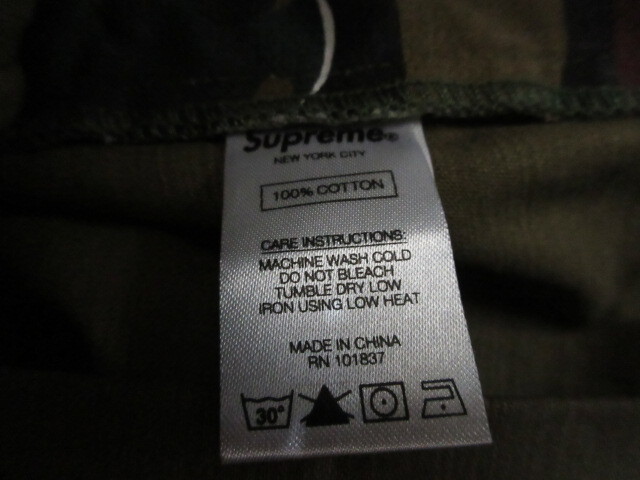 Supreme®
NEW YORK CITY
100% COTTON
CARE INSTRUCTIONS:
MACHINE WASH COLD
DO NOT BLEACH
TUMBLE DRY LOW
IRON USING LOW HEAT
MADE IN CHINA
RN 101837
30°